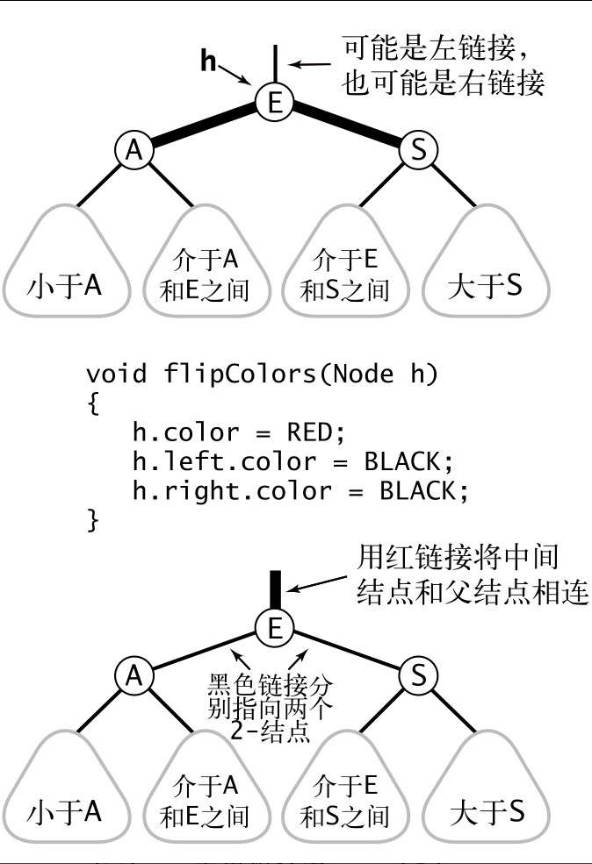 可能是左链接，
也可能是右链接
h
E
A
S
小于A
介于A
和E之间
介于E
和S之间
大于S
void flipColors(Node h)
{
h.color = RED;
h.left.color = BLACK;
h.right.color = BLACK;
}
用红链接将中间
结点和父结点相连
E
A
S
黑色链接分
别指向两个
2-结点
小于A
介于A
和E之间
介于E
和S之间
大于S